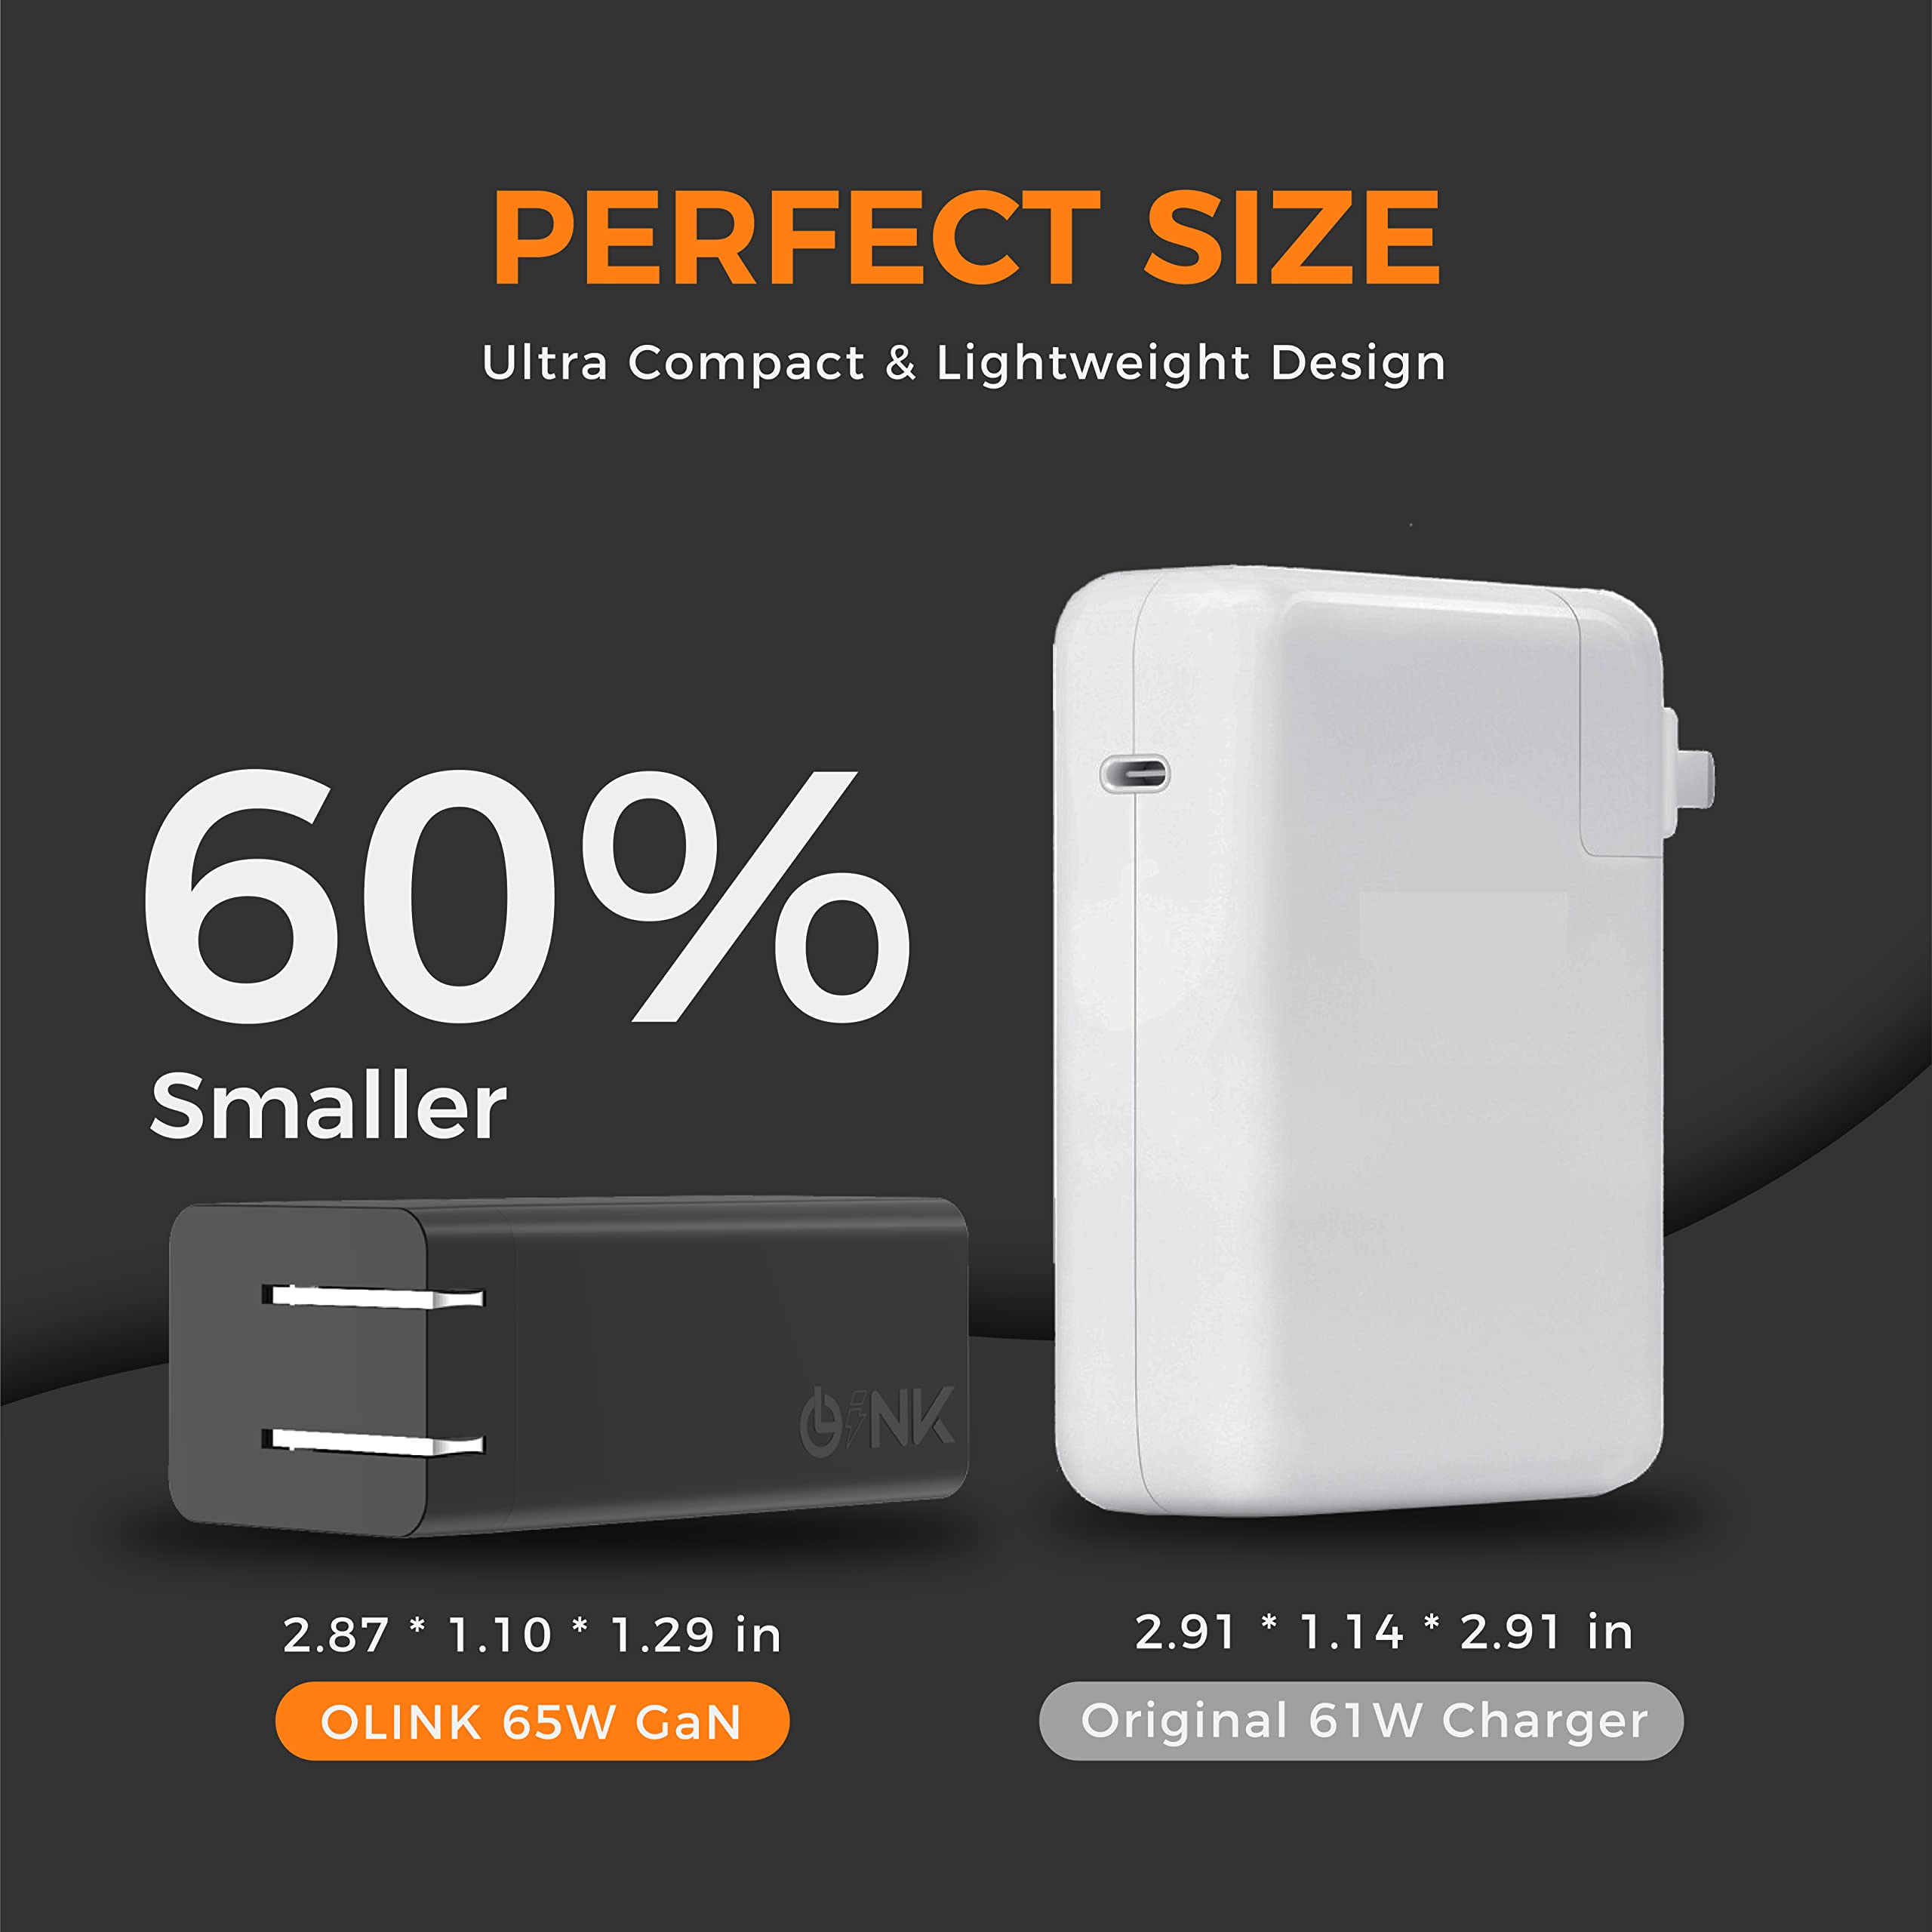 PERFECT SIZE
Ultra Compact & Lightweight Design
60%
Smaller
OLiNK
2.87 * 1.10 * 1.29 in
2.91 * 1.14 * 2.91 in
OLINK 65W GaN
Original 61W Charger